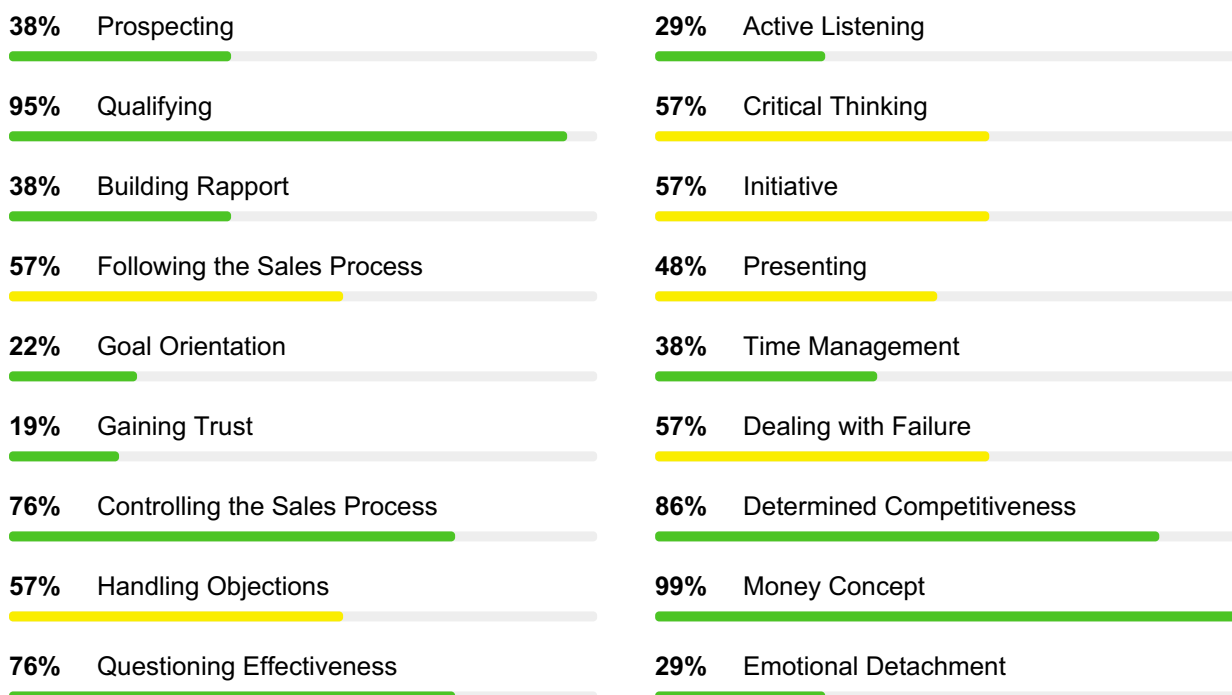 38% Prospecting
95% Qualifying
38% Building Rapport
57% Following the Sales Process
22% Goal Orientation
19% Gaining Trust
76% Controlling the Sales Process
57% Handling Objections
76% Questioning Effectiveness
29% Active Listening
57% Critical Thinking
57% Initiative
48% Presenting
38% Time Management
57% Dealing with Failure
86% Determined Competitiveness
99% Money Concept
29% Emotional Detachment